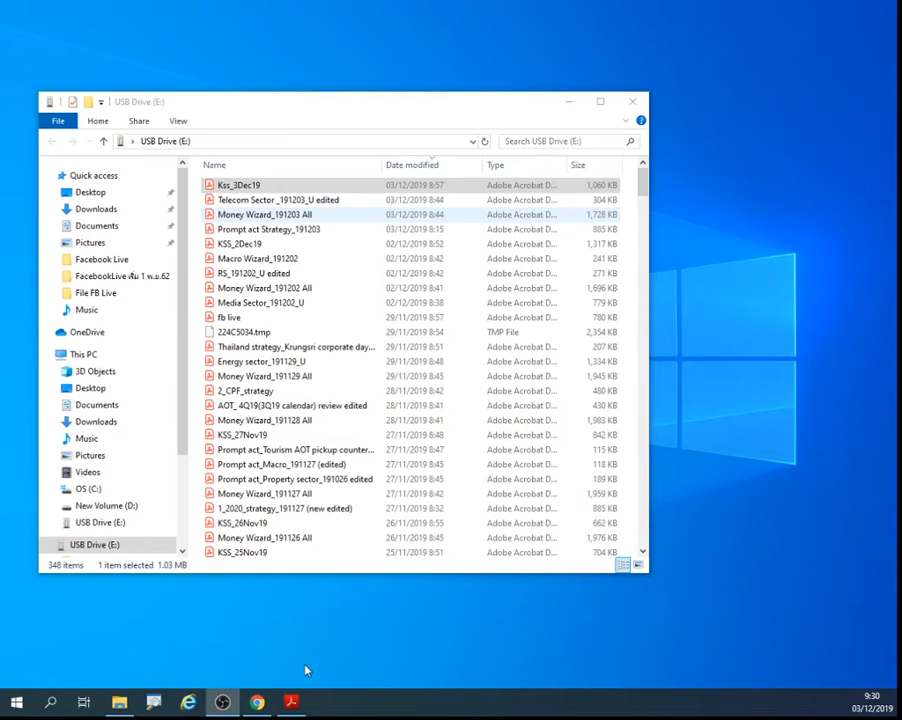 USB Drive (E:)
File Home Share View
USB Drive (E:) Search USB Drive (E:)
Name Date modified Type Size
Quick access
Desktop
Downloads
Documents
Pictures
Facebook Live
FacebookLive เริ่ม 1 พ.ย.62
File FB Live
Music
OneDrive
This PC
3D Objects
Desktop
Documents
Downloads
Music
Pictures
Videos
OS (C:)
New Volume (D:)
USB Drive (E:)
USB Drive (E:)
Kss_3Dec19 03/12/2019 8:57 Adobe Acrobat D... 1,060 KB
Telecom Sector _191203_U edited 03/12/2019 8:44 Adobe Acrobat D... 304 KB
Money Wizard_191203 All 03/12/2019 8:44 Adobe Acrobat D... 1,728 KB
Prompt act Strategy_191203 03/12/2019 8:15 Adobe Acrobat D... 885 KB
KSS_2Dec19 02/12/2019 8:52 Adobe Acrobat D... 1,317 KB
Macro Wizard_191202 02/12/2019 8:42 Adobe Acrobat D... 241 KB
RS_191202_U edited 02/12/2019 8:42 Adobe Acrobat D... 271 KB
Money Wizard_191202 All 02/12/2019 8:41 Adobe Acrobat D... 1,696 KB
Media Sector_191202_U 02/12/2019 8:38 Adobe Acrobat D... 779 KB
fb live 29/11/2019 8:57 Adobe Acrobat D... 780 KB
224C5034.tmp 29/11/2019 8:54 TMP File 2,354 KB
Thailand strategy_Krungsri corporate day... 29/11/2019 8:51 Adobe Acrobat D... 207 KB
Energy sector_191129_U 29/11/2019 8:48 Adobe Acrobat D... 1,334 KB
Money Wizard_191129 All 29/11/2019 8:45 Adobe Acrobat D... 1,945 KB
2_CPF_strategy 28/11/2019 8:42 Adobe Acrobat D... 480 KB
AOT_ 4Q19(3Q19 calendar) review edited 28/11/2019 8:42 Adobe Acrobat D... 430 KB
Money Wizard_191128 All 28/11/2019 8:41 Adobe Acrobat D... 1,983 KB
KSS_27Nov19 27/11/2019 8:48 Adobe Acrobat D... 842 KB
Prompt act_Tourism AOT pickup counter... 27/11/2019 8:47 Adobe Acrobat D... 115 KB
Prompt act_Macro_191127 (edited) 27/11/2019 8:45 Adobe Acrobat D... 118 KB
Prompt act_Property sector_191026 edited 27/11/2019 8:45 Adobe Acrobat D... 189 KB
Money Wizard_191127 All 27/11/2019 8:42 Adobe Acrobat D... 1,959 KB
1_2020_strategy_191127 (new edited) 27/11/2019 8:32 Adobe Acrobat D... 885 KB
KSS_26Nov19 26/11/2019 8:55 Adobe Acrobat D... 662 KB
Money Wizard_191126 All 26/11/2019 8:45 Adobe Acrobat D... 1,976 KB
KSS_25Nov19 25/11/2019 8:51 Adobe Acrobat D... 704 KB
348 items 1 item selected 1.03 MB
9:30
03/12/2019